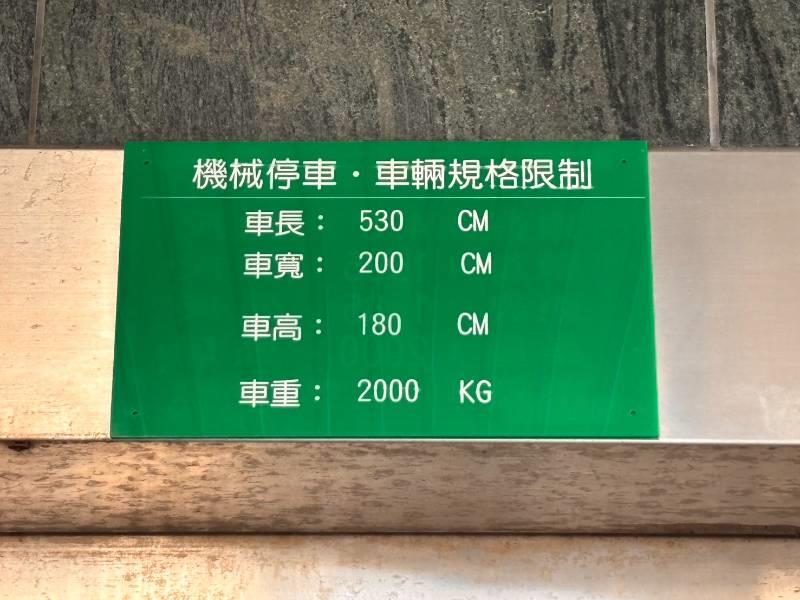 機械停車·車輛規格限制
車長： 530 CM
車寬： 200 CM
車高： 180 CM
車重： 2000 KG